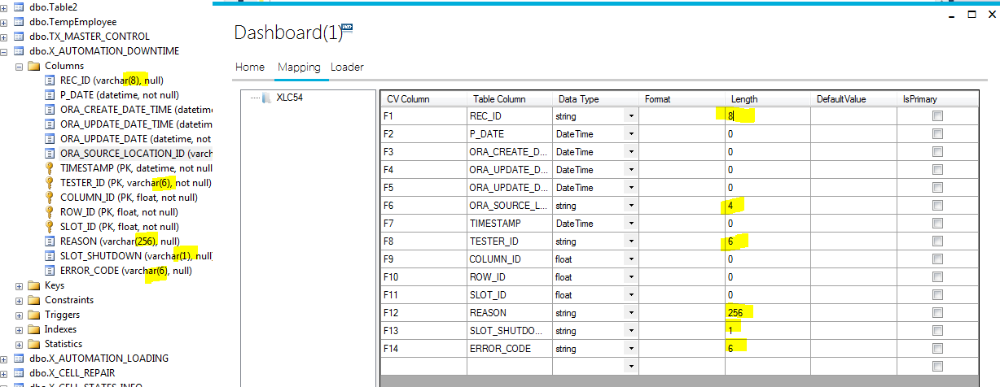 dbo.Table2
dbo.TempEmployee
dbo.TX_MASTER_CONTROL
dbo.X_AUTOMATION_DOWNTIME
Columns
REC_ID (varchar(8), null)
P_DATE (datetime, not null)
ORA_CREATE_DATE_TIME (datetime
ORA_UPDATE_DATE_TIME (datetime
ORA_UPDATE_DATE (datetime, not
ORA_SOURCE_LOCATION_ID (varch
TIMESTAMP (PK, datetime, not null
TESTER_ID (PK, varchar(6), not null)
COLUMN_ID (PK, float, not null)
ROW_ID (PK, float, not null)
SLOT_ID (PK, float, not null)
REASON (varchar(256), null)
SLOT_SHUTDOWN (varchar(1), null)
ERROR_CODE (varchar(6), null)
Keys
Constraints
Triggers
Indexes
Statistics
dbo.X_AUTOMATION_LOADING
dbo.X_CELL_REPAIR
dbo.X_CELL_STATES_INFO
Dashboard(1) WD
Home Mapping Loader
XLC54
CV Column Table Column Data Type Format Length DefaultValue IsPrimary
F1 REC_ID string 8
F2 P_DATE DateTime 0
F3 ORA_CREATE_D... DateTime 0
F4 ORA_UPDATE_D... DateTime 0
F5 ORA_UPDATE_D... DateTime 0
F6 ORA_SOURCE_L... string 4
F7 TIMESTAMP DateTime 0
F8 TESTER_ID string 6
F9 COLUMN_ID float 0
F10 ROW_ID float 0
F11 SLOT_ID float 0
F12 REASON string 256
F13 SLOT_SHUTDO... string 1
F14 ERROR_CODE string 6